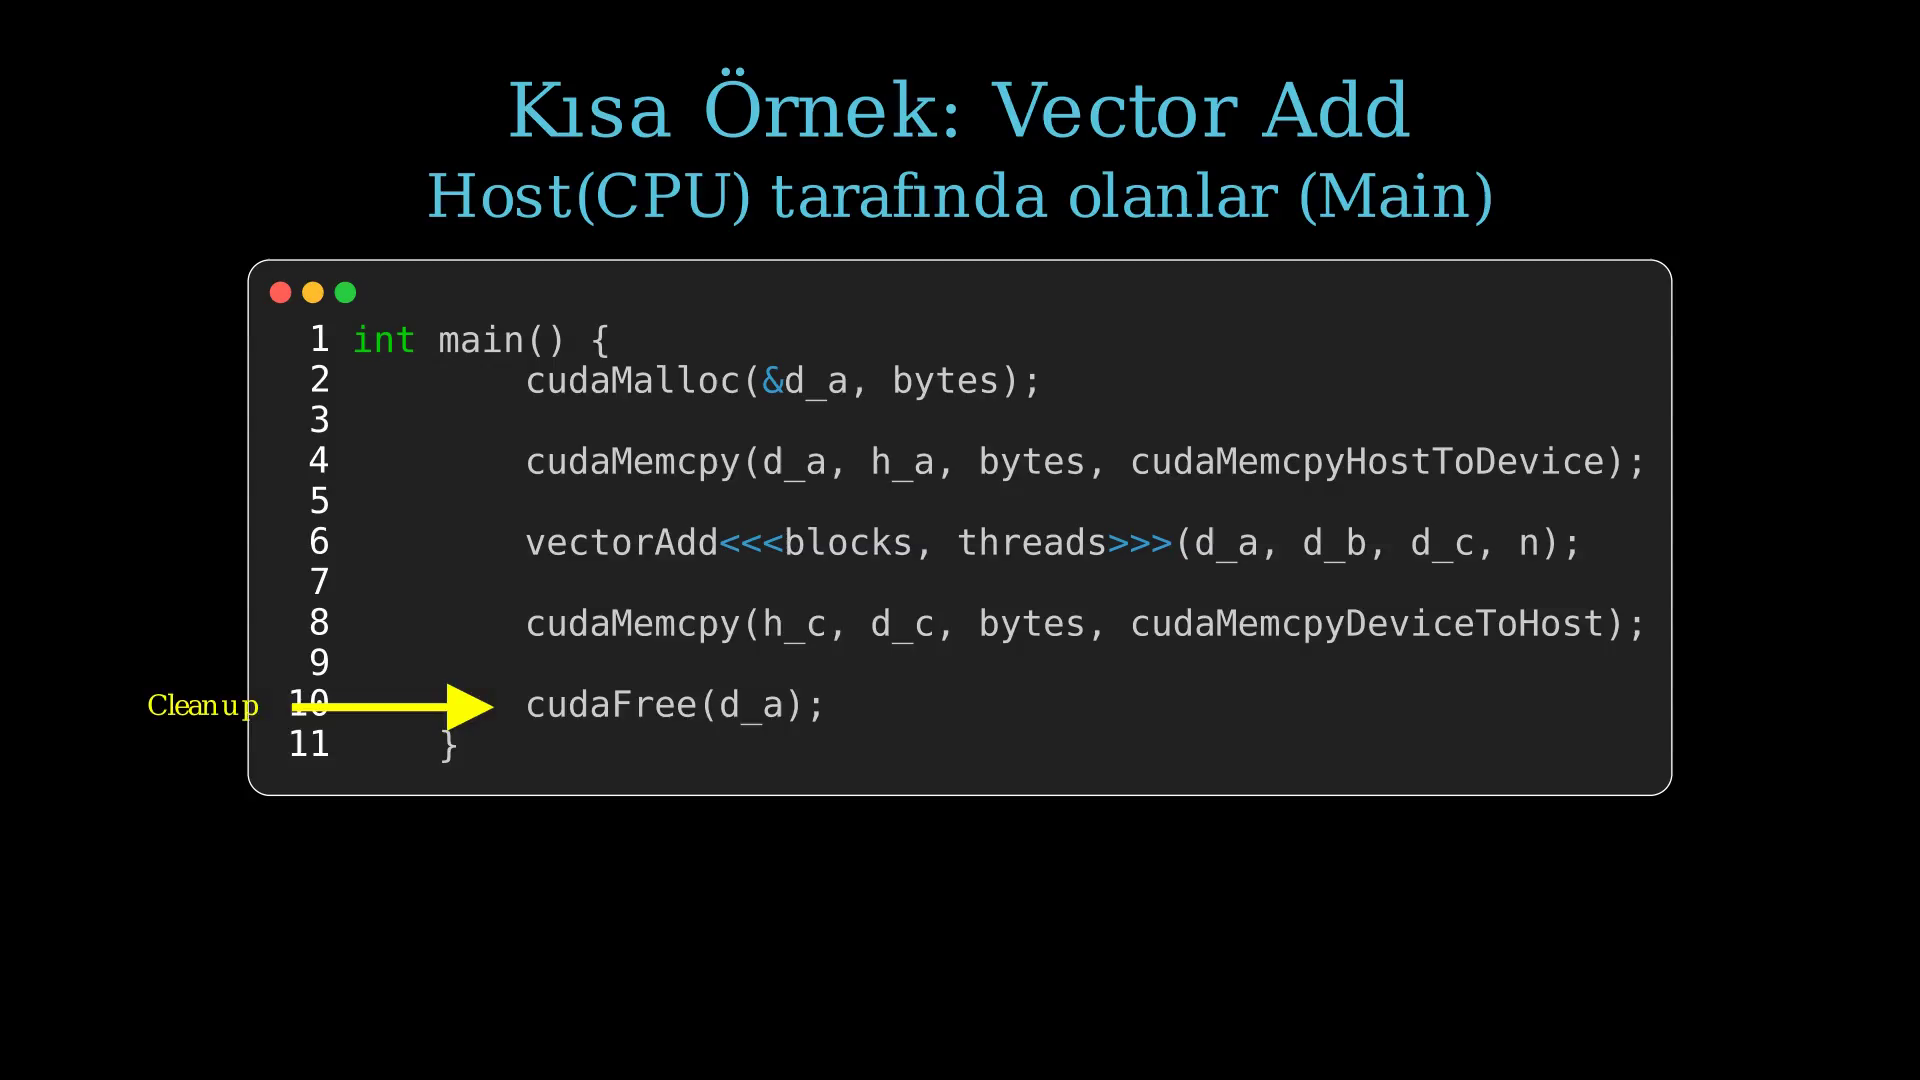 Kısa Örnek: Vector Add
Host(CPU) tarafında olanlar (Main)
1 int main() {
2 cudaMalloc(&d_a, bytes);
3
4 cudaMemcpy(d_a, h_a, bytes, cudaMemcpyHostToDevice);
5
6 vectorAdd<<<blocks, threads>>>(d_a, d_b, d_c, n);
7
8 cudaMemcpy(h_c, d_c, bytes, cudaMemcpyDeviceToHost);
9
Cleanup 10 cudaFree(d_a);
11 }